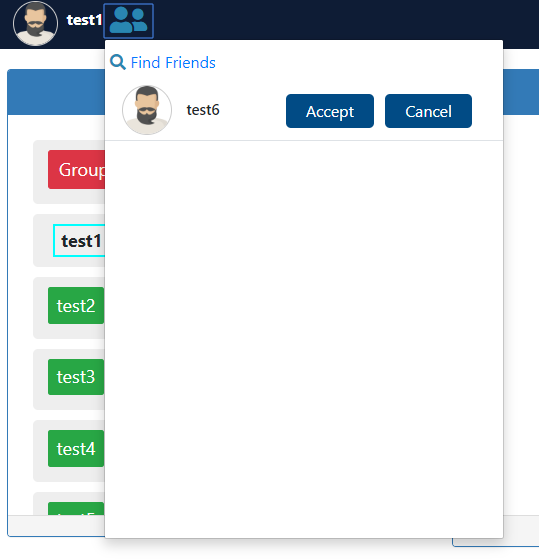 test1
Find Friends
test6
Accept Cancel
Group
test1
test2
test3
test4